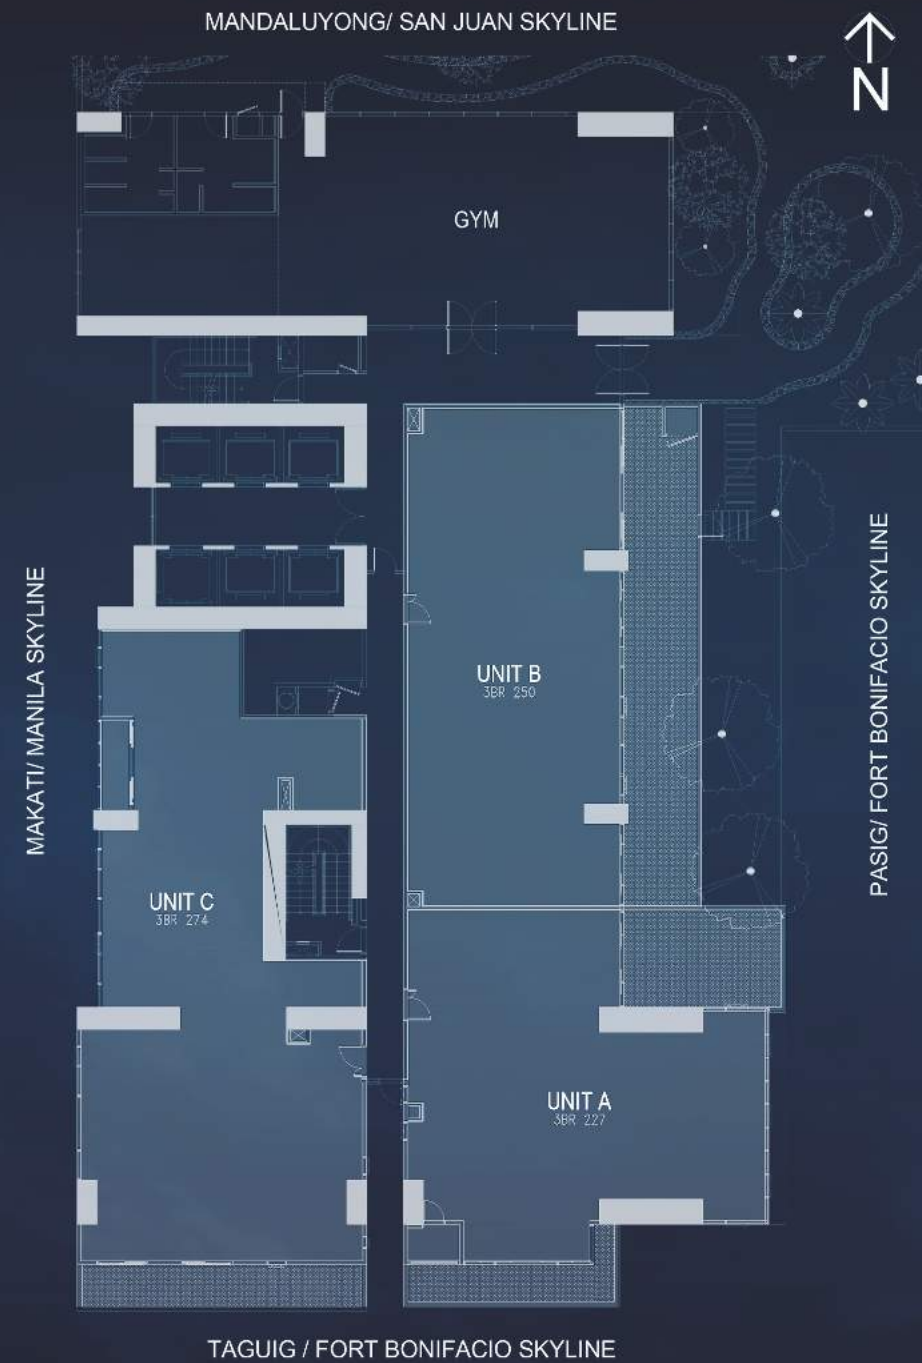 MANDALUYONG/ SAN JUAN SKYLINE
N
GYM
MAKATI/ MANILA SKYLINE
PASIG/ FORT BONIFACIO SKYLINE
UNIT B
3BR 250
UNIT C
3BR 274
UNIT A
3BR 227
TAGUIG / FORT BONIFACIO SKYLINE